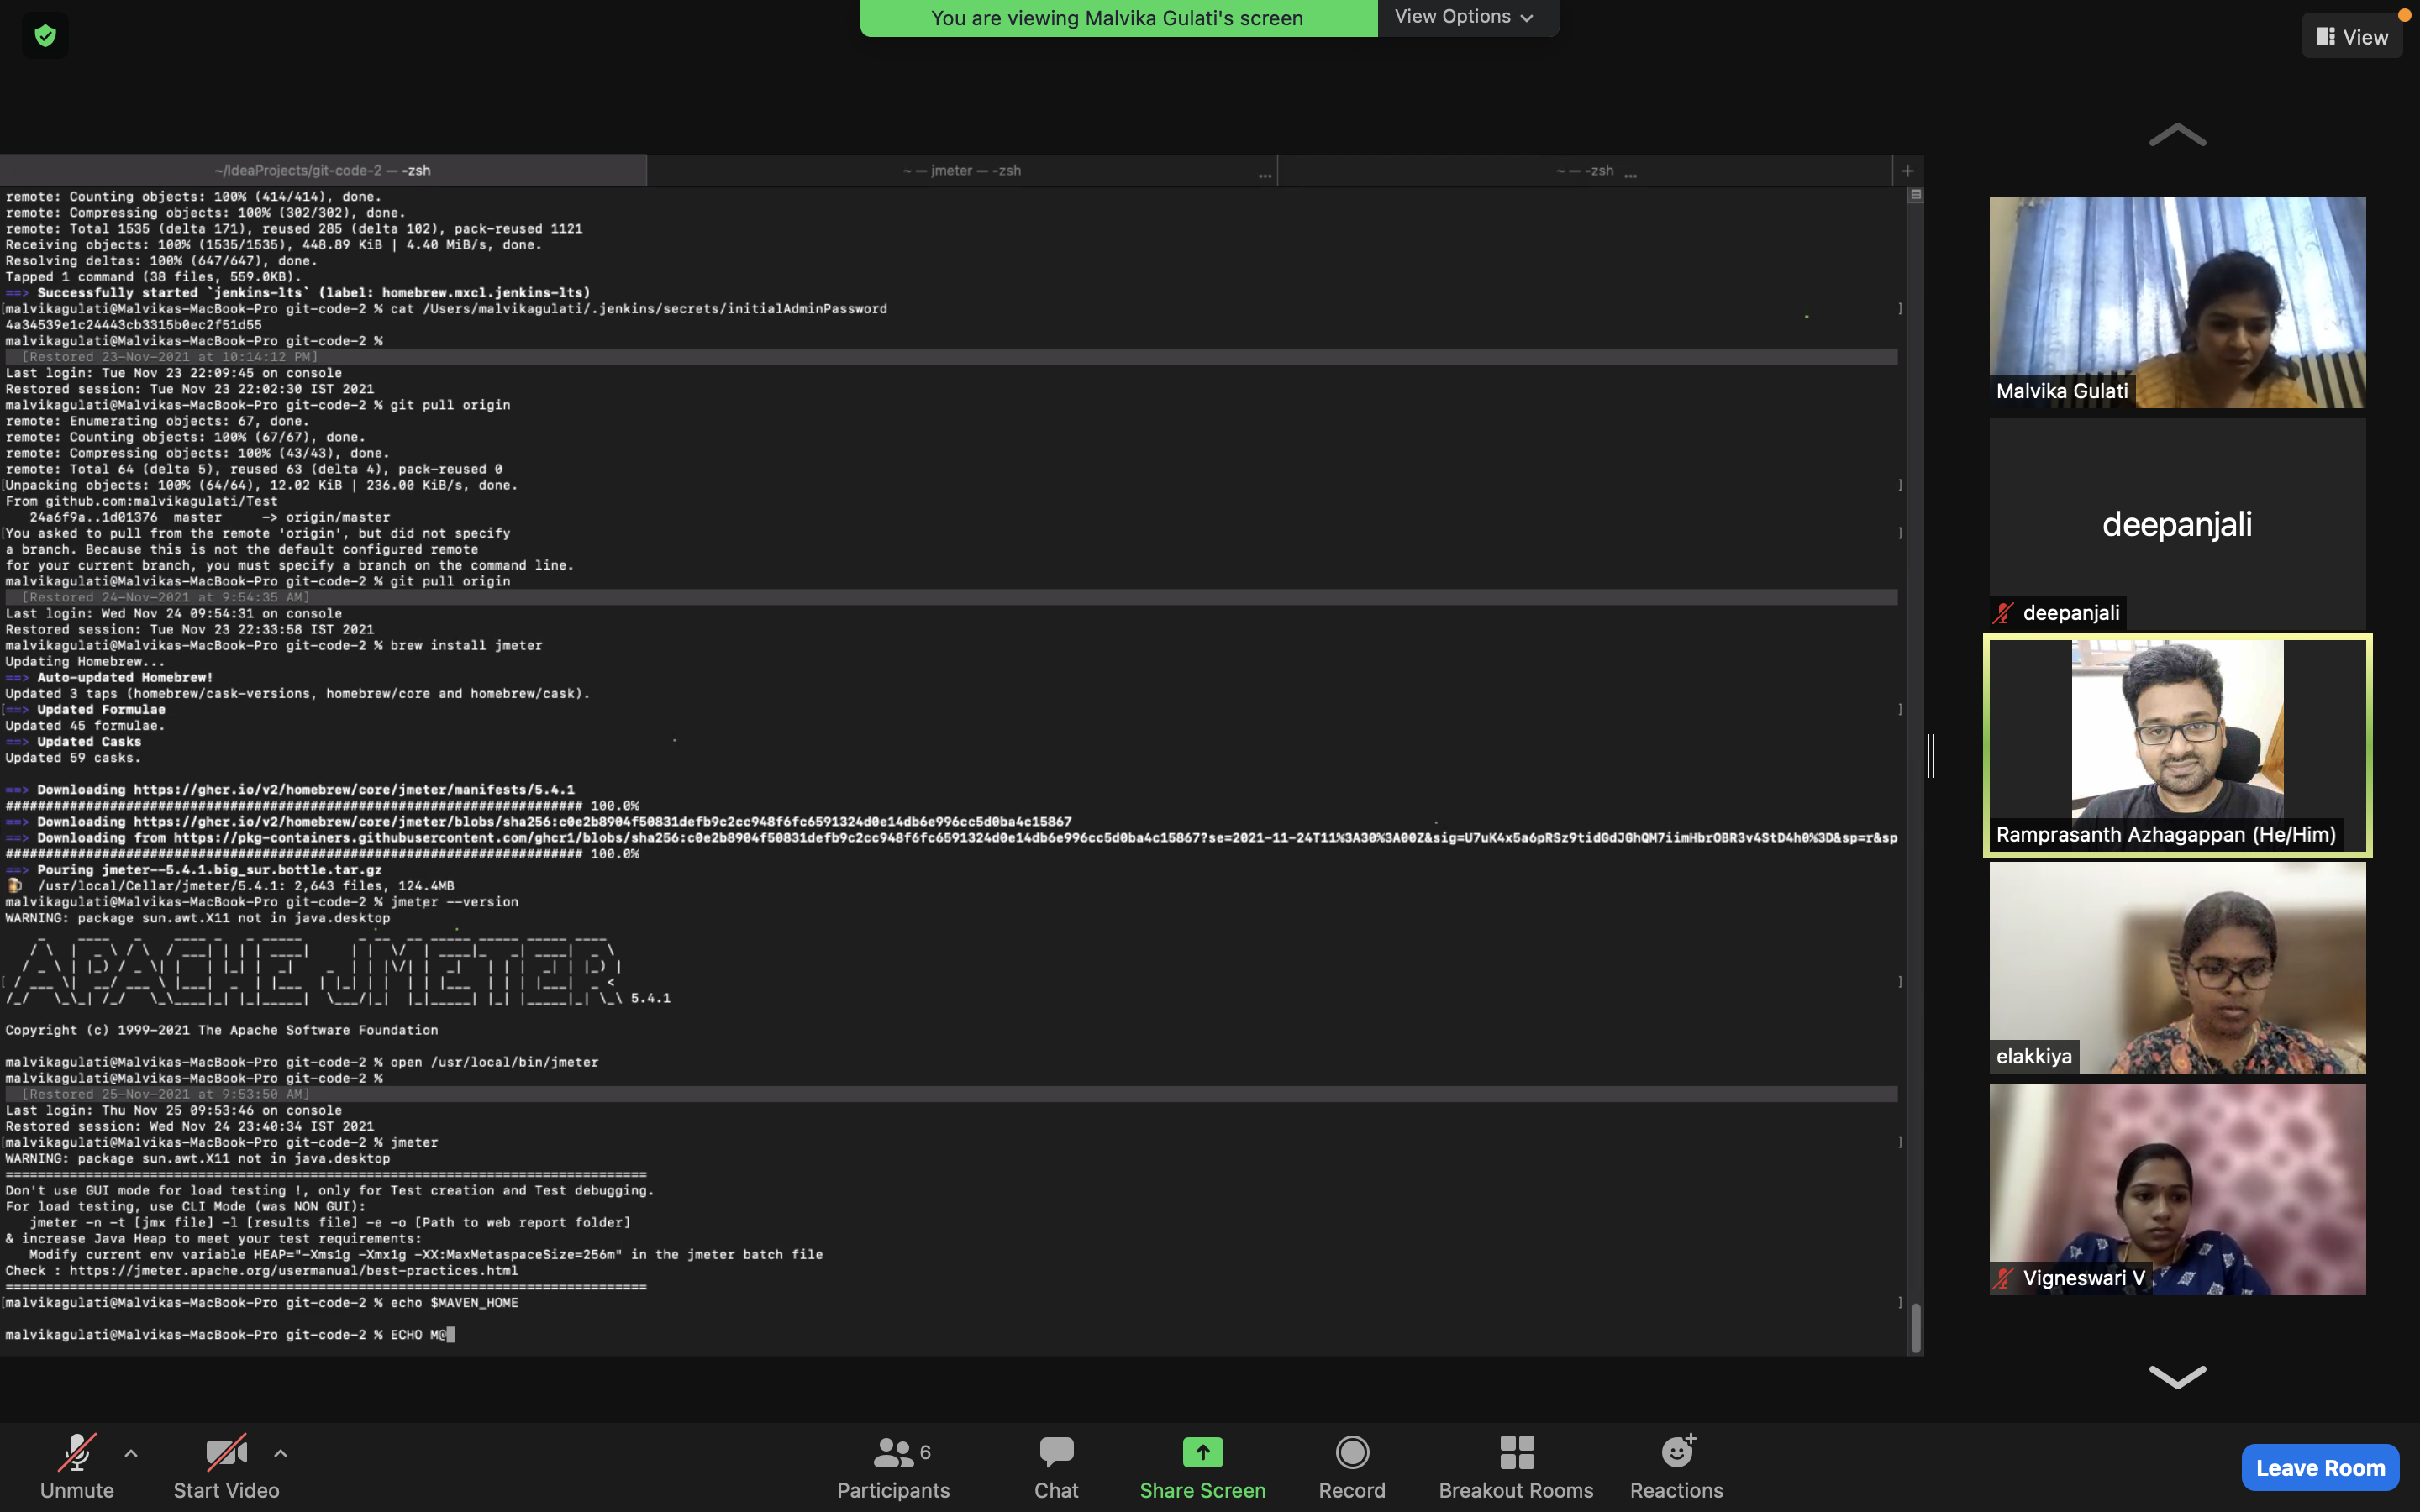 You are viewing Malvika Gulati's screen
View Options
View
~/IdeaProjects/git-code-2 — -zsh
~ — jmeter — -zsh
...
~ — -zsh
...
+
remote: Counting objects: 100% (414/414), done.
remote: Compressing objects: 100% (302/302), done.
remote: Total 1535 (delta 171), reused 285 (delta 102), pack-reused 1121
Receiving objects: 100% (1535/1535), 448.89 KiB | 4.40 MiB/s, done.
Resolving deltas: 100% (647/647), done.
Tapped 1 command (38 files, 559.0KB).
==> Successfully started `jenkins-lts` (label: homebrew.mxcl.jenkins-lts)
[malvikagulati@Malvikas-MacBook-Pro git-code-2 % cat /Users/malvikagulati/.jenkins/secrets/initialAdminPassword ]
4a34539e1c24443cb3315b0ec2f51d55
malvikagulati@Malvikas-MacBook-Pro git-code-2 %
[Restored 23-Nov-2021 at 10:14:12 PM]
Last login: Tue Nov 23 22:09:45 on console
Restored session: Tue Nov 23 22:02:30 IST 2021
malvikagulati@Malvikas-MacBook-Pro git-code-2 % git pull origin
remote: Enumerating objects: 67, done.
remote: Counting objects: 100% (67/67), done.
remote: Compressing objects: 100% (43/43), done.
remote: Total 64 (delta 5), reused 63 (delta 4), pack-reused 0
[Unpacking objects: 100% (64/64), 12.02 KiB | 236.00 KiB/s, done. ]
From github.com:malvikagulati/Test
24a6f9a..1d01376  master     -> origin/master
[You asked to pull from the remote 'origin', but did not specify ]
a branch. Because this is not the default configured remote
for your current branch, you must specify a branch on the command line.
malvikagulati@Malvikas-MacBook-Pro git-code-2 % git pull origin
[Restored 24-Nov-2021 at 9:54:35 AM]
Last login: Wed Nov 24 09:54:31 on console
Restored session: Tue Nov 23 22:33:58 IST 2021
malvikagulati@Malvikas-MacBook-Pro git-code-2 % brew install jmeter
Updating Homebrew...
==> Auto-updated Homebrew!
Updated 3 taps (homebrew/cask-versions, homebrew/core and homebrew/cask).
[==> Updated Formulae ]
Updated 45 formulae.
==> Updated Casks
Updated 59 casks.
==> Downloading https://ghcr.io/v2/homebrew/core/jmeter/manifests/5.4.1
######################################################################## 100.0%
==> Downloading https://ghcr.io/v2/homebrew/core/jmeter/blobs/sha256:c0e2b8904f50831defb9c2cc948f6fc6591324d0e14db6e996cc5d0ba4c15867
==> Downloading from https://pkg-containers.githubusercontent.com/ghcr1/blobs/sha256:c0e2b8904f50831defb9c2cc948f6fc6591324d0e14db6e996cc5d0ba4c15867?se=2021-11-24T11%3A30%3A00Z&sig=U7uK4x5a6pRSz9tidGdJGhQM7iimHbrOBR3v4StD4h0%3D&sp=r&sp
######################################################################## 100.0%
==> Pouring jmeter--5.4.1.big_sur.bottle.tar.gz
🍺  /usr/local/Cellar/jmeter/5.4.1: 2,643 files, 124.4MB
malvikagulati@Malvikas-MacBook-Pro git-code-2 % jmeter --version
WARNING: package sun.awt.X11 not in java.desktop
APACHE JMETER 5.4.1
Copyright (c) 1999-2021 The Apache Software Foundation
malvikagulati@Malvikas-MacBook-Pro git-code-2 % open /usr/local/bin/jmeter
malvikagulati@Malvikas-MacBook-Pro git-code-2 %
[Restored 25-Nov-2021 at 9:53:50 AM]
Last login: Thu Nov 25 09:53:46 on console
Restored session: Wed Nov 24 23:40:34 IST 2021
[malvikagulati@Malvikas-MacBook-Pro git-code-2 % jmeter ]
WARNING: package sun.awt.X11 not in java.desktop
================================================================================
Don't use GUI mode for load testing !, only for Test creation and Test debugging.
For load testing, use CLI Mode (was NON GUI):
jmeter -n -t [jmx file] -l [results file] -e -o [Path to web report folder]
& increase Java Heap to meet your test requirements:
Modify current env variable HEAP="-Xms1g -Xmx1g -XX:MaxMetaspaceSize=256m" in the jmeter batch file
Check : https://jmeter.apache.org/usermanual/best-practices.html
================================================================================
[malvikagulati@Malvikas-MacBook-Pro git-code-2 % echo $MAVEN_HOME ]
malvikagulati@Malvikas-MacBook-Pro git-code-2 % ECHO M@
Malvika Gulati
deepanjali
deepanjali
Ramprasanth Azhagappan (He/Him)
elakkiya
Vigneswari V
Unmute
Start Video
6
Participants
Chat
Share Screen
Record
Breakout Rooms
Reactions
Leave Room